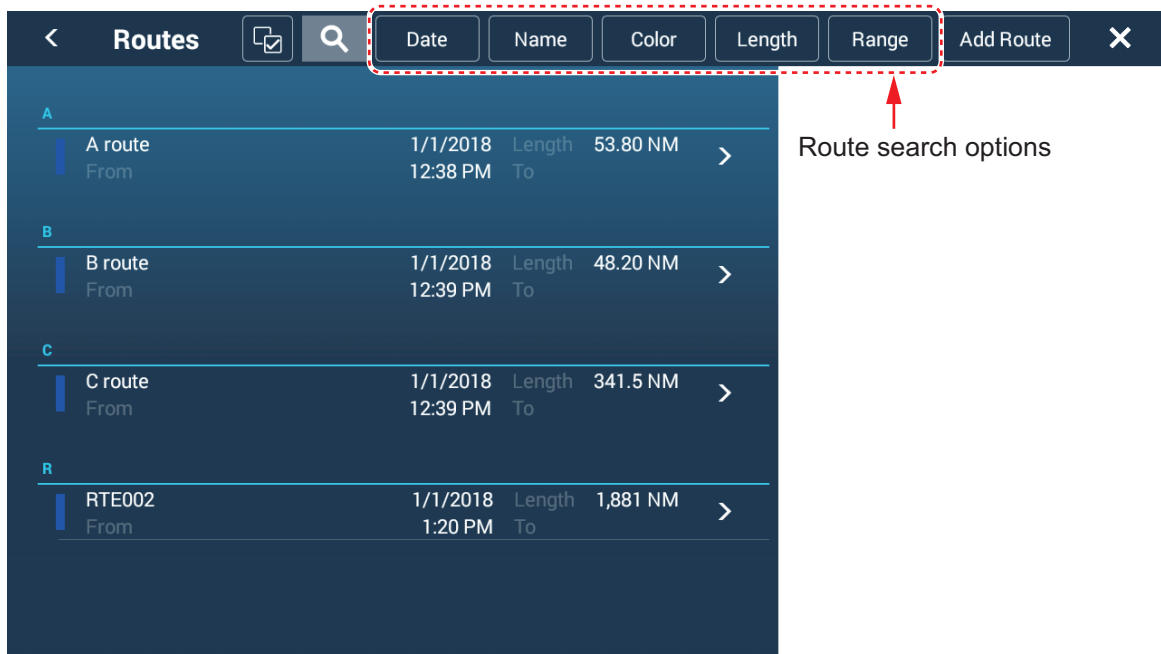 Routes Date Name Color Length Range Add Route
Route search options
A
A route 1/1/2018 Length 53.80 NM
From 12:38 PM To
B
B route 1/1/2018 Length 48.20 NM
From 12:39 PM To
C
C route 1/1/2018 Length 341.5 NM
From 12:39 PM To
R
RTE002 1/1/2018 Length 1,881 NM
From 1:20 PM To